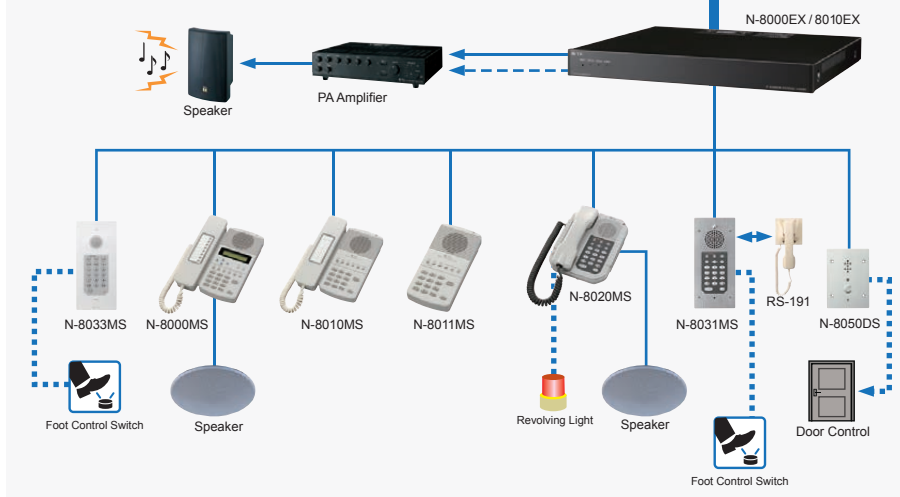 N-8000EX / 8010EX
PA Amplifier
Speaker
N-8033MS
N-8000MS
N-8010MS
N-8011MS
N-8020MS
N-8031MS
RS-191
N-8050DS
Foot Control Switch
Speaker
Revolving Light
Speaker
Door Control
Foot Control Switch